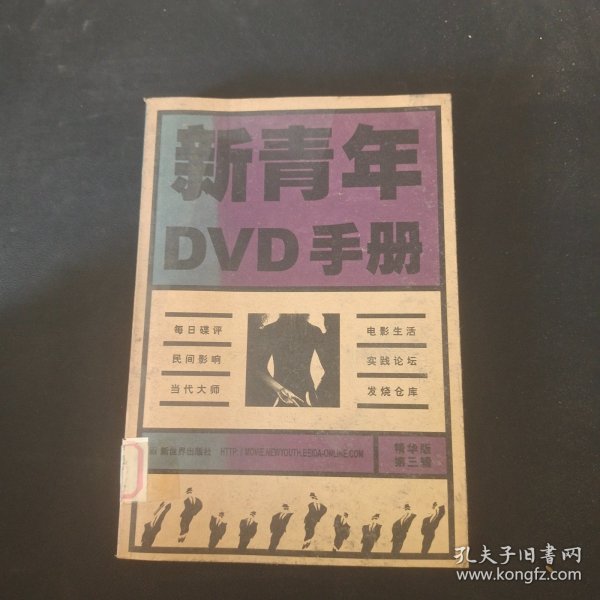 新青年
DVD手册
每日碟评
民间影响
当代大师
电影生活
实践论坛
发烧仓库
新世界出版社 HTTP://MOVIE.NEWYOUTH.BEIDA-ONLINE.COM
精华版
第三辑
孔夫子旧书网
www.kongfz.com